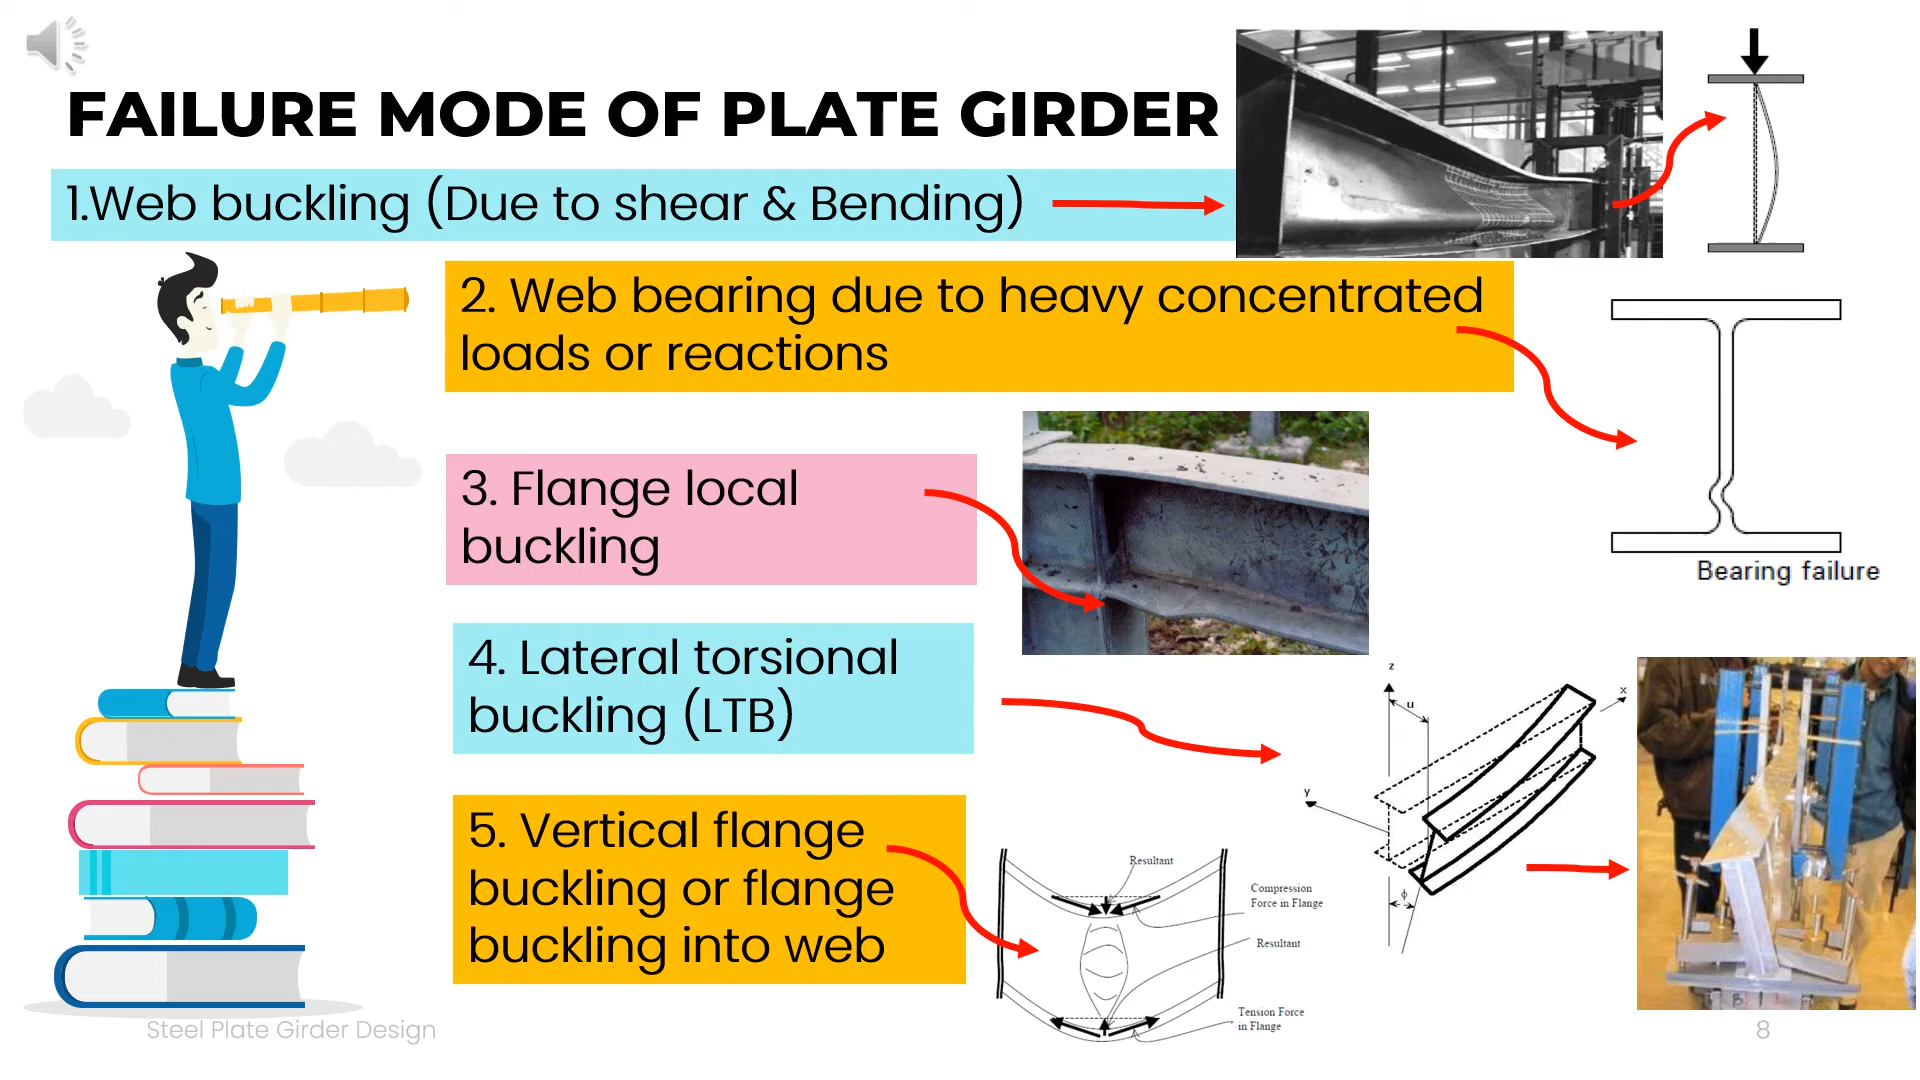 FAILURE MODE OF PLATE GIRDER
1.Web buckling (Due to shear & Bending)
2. Web bearing due to heavy concentrated
loads or reactions
Bearing failure
3. Flange local
buckling
4. Lateral torsional
buckling (LTB)
z
u
x
y
ϕ
5. Vertical flange
buckling or flange
buckling into web
Resultant
Compression
Force in Flange
Resultant
Tension Force
in Flange
Steel Plate Girder Design
8